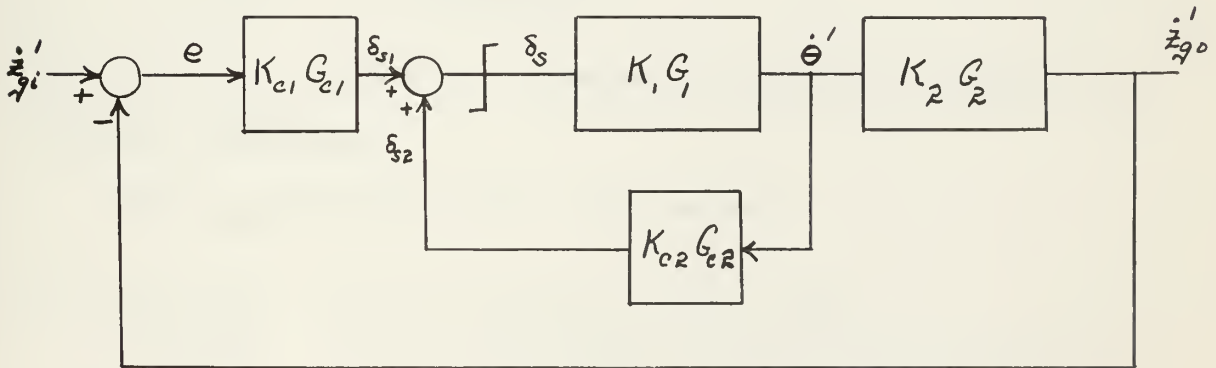 ż'gi
+
−
e
Kc1 Gc1
δs1
+
+
δs2
δs
K1 G1
θ̇'
K2 G2
ż'go
Kc2 Gc2